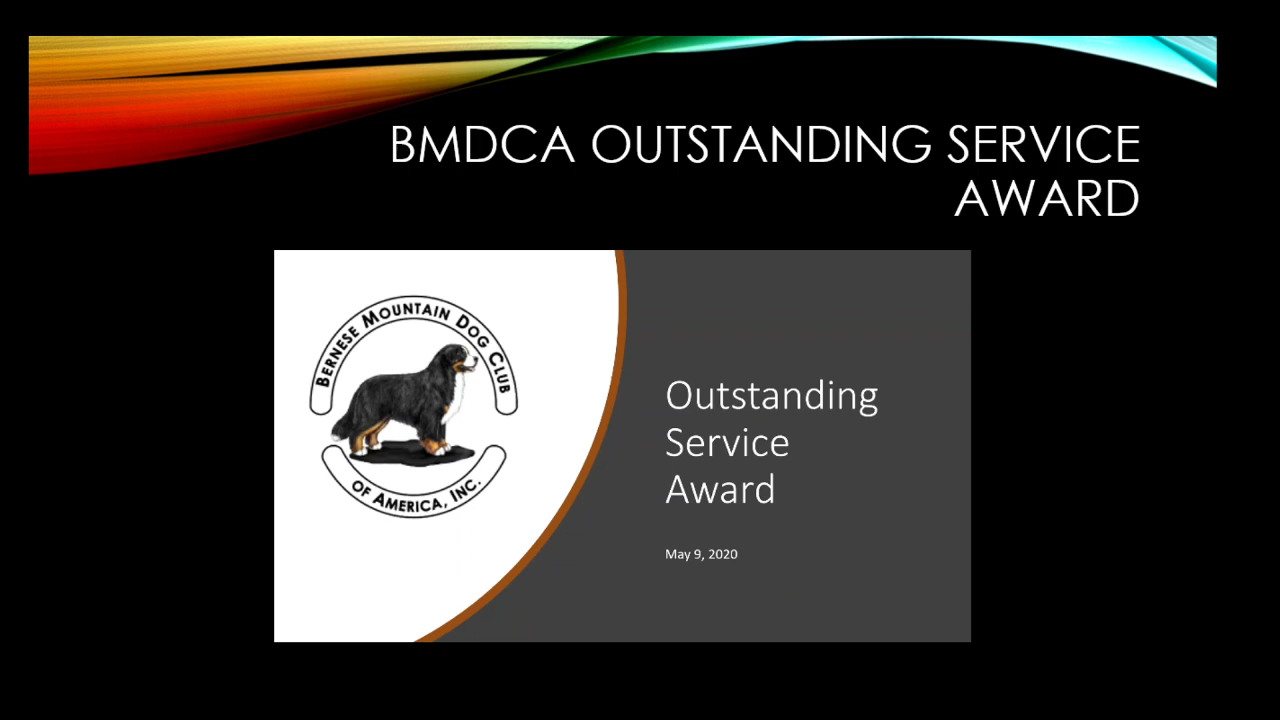 BMDCA OUTSTANDING SERVICE
AWARD
BERNESE MOUNTAIN DOG CLUB
OF AMERICA, INC.
Outstanding
Service
Award
May 9, 2020